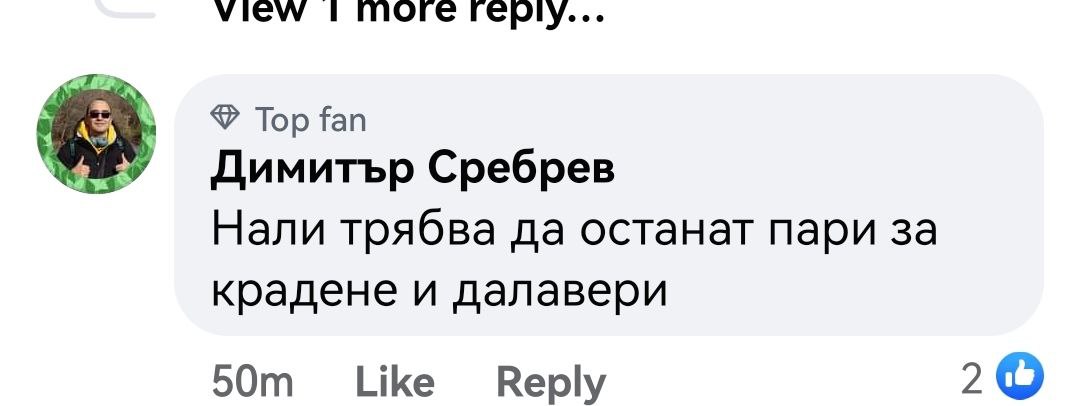 View 1 more reply...
Top fan
Димитър Сребрев
Нали трябва да останат пари за
крадене и далавери
50m Like Reply 2